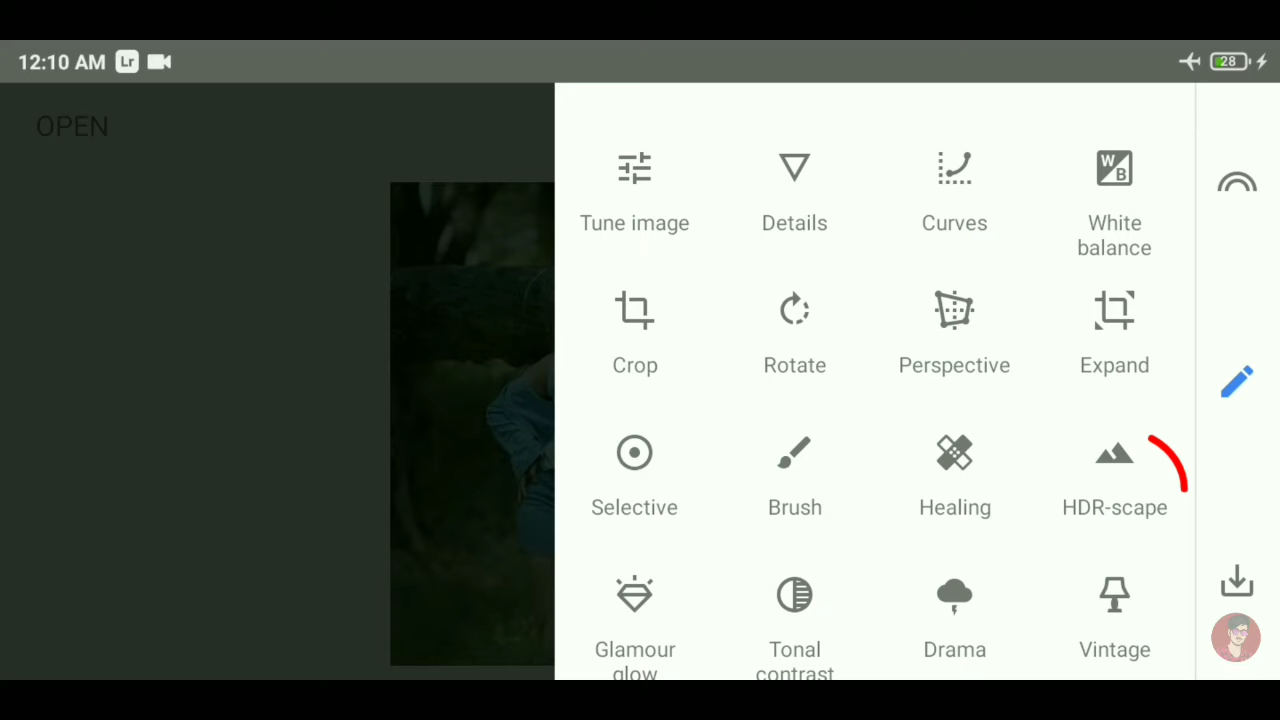 12:10 AM Lr 28
OPEN
Tune image Details Curves White
balance
W
B
Crop Rotate Perspective Expand
Selective Brush Healing HDR-scape
Glamour Tonal Drama Vintage
glow contrast